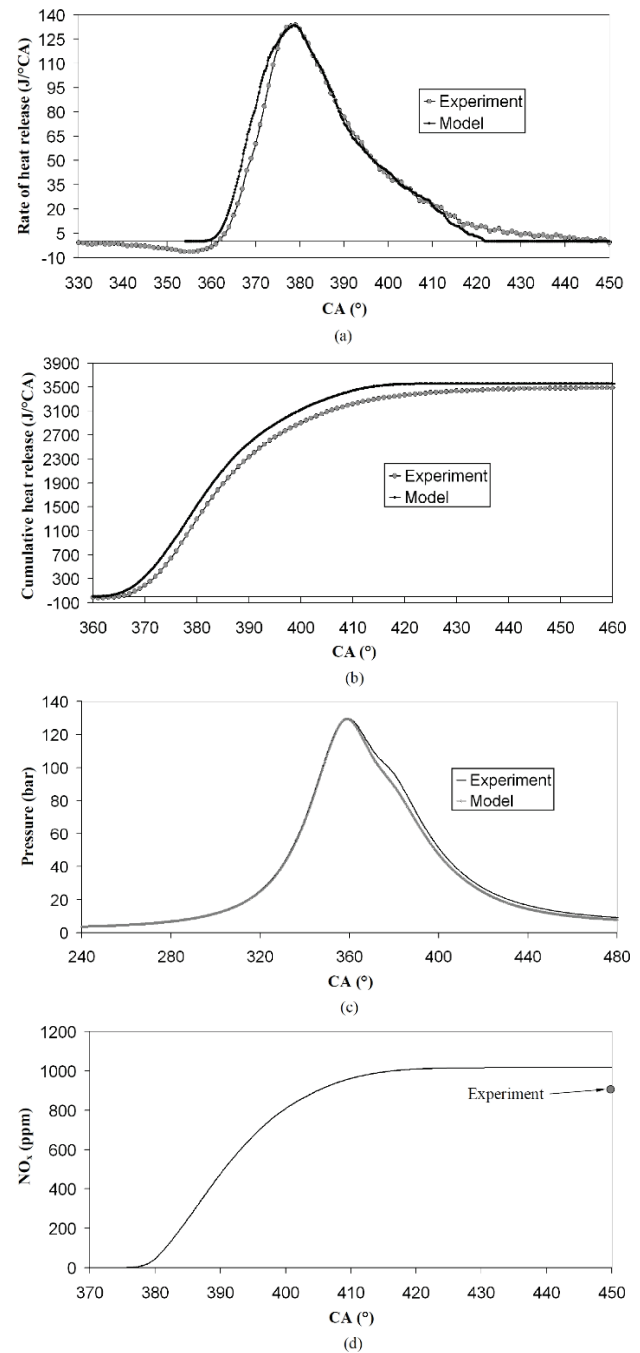 Rate of heat release (J/°CA)
140
125
110
95
80
65
50
35
20
5
-10
Experiment
Model
330 340 350 360 370 380 390 400 410 420 430 440 450
CA (°)
(a)
Cumulative heat release (J/°CA)
3900
3500
3100
2700
2300
1900
1500
1100
700
300
-100
Experiment
Model
360 370 380 390 400 410 420 430 440 450 460
CA (°)
(b)
Pressure (bar)
140
120
100
80
60
40
20
0
Experiment
Model
240 280 320 360 400 440 480
CA (°)
(c)
NOx (ppm)
1200
1000
800
600
400
200
0
Experiment
370 380 390 400 410 420 430 440 450
CA (°)
(d)